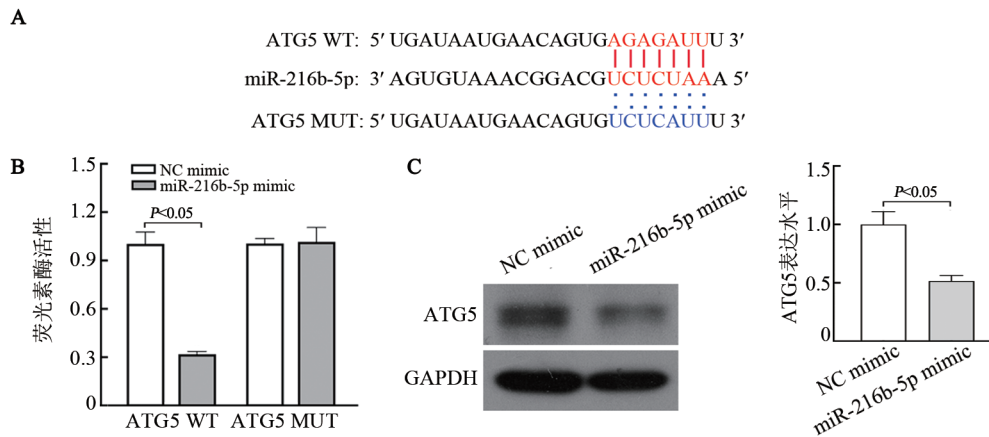 A
ATG5 WT: 5′ UGAUAAUGAACAGUGAGAGAUUU 3′
miR-216b-5p: 3′ AGUGUAAACGGACGUCUCUAAA 5′
ATG5 MUT: 5′ UGAUAAUGAACAGUGUCUCAUUU 3′
B
荧光素酶活性
1.5
1.2
0.9
0.6
0.3
0
NC mimic
miR-216b-5p mimic
P<0.05
ATG5 WT
ATG5 MUT
C
NC mimic
miR-216b-5p mimic
ATG5
GAPDH
ATG5表达水平
1.5
1.0
0.5
0
P<0.05
NC mimic
miR-216b-5p mimic